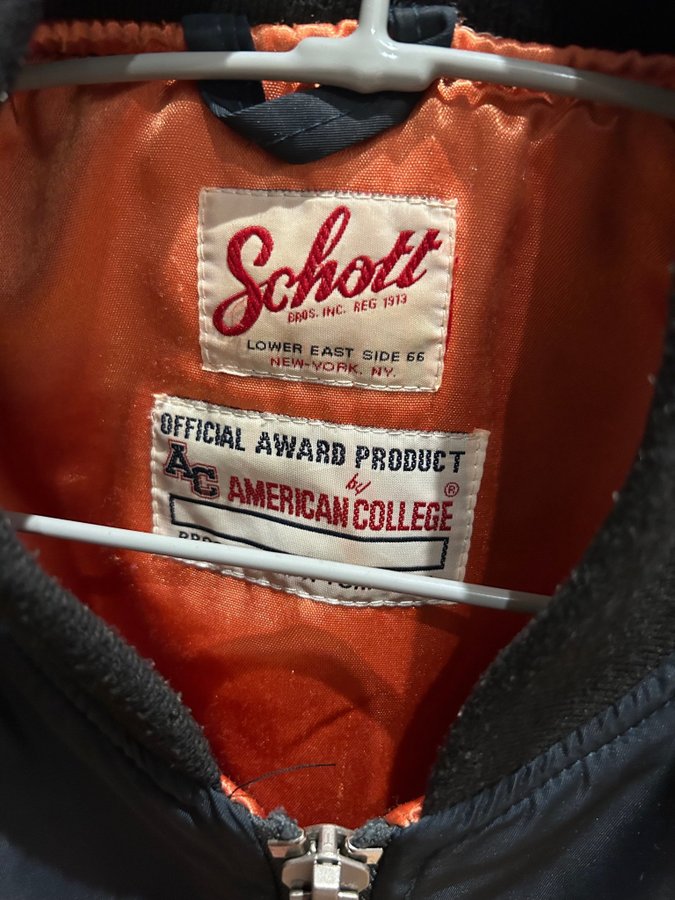 Schott
BROS. INC. REG 1913
LOWER EAST SIDE 66
NEW-YORK, NY.
OFFICIAL AWARD PRODUCT
AC
by
AMERICAN COLLEGE ®